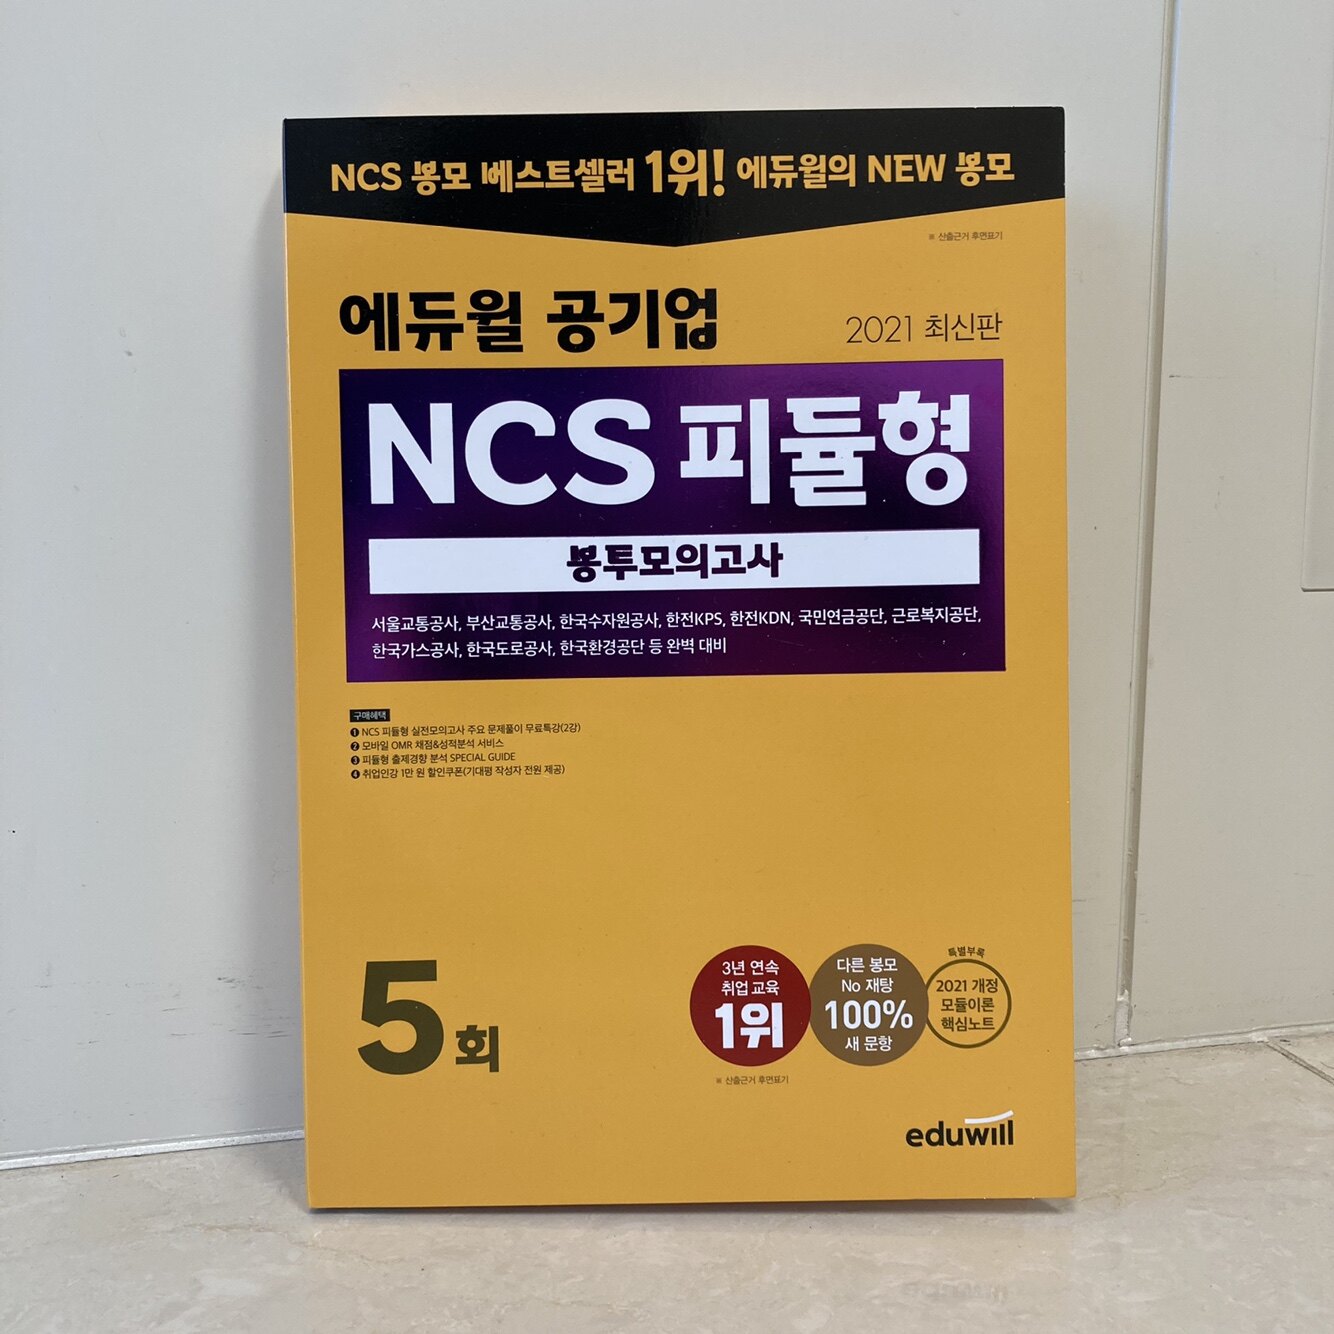 NCS 봉모 베스트셀러 1위! 에듀윌의 NEW 봉모
※ 산출근거 후면표기
에듀윌 공기업
2021 최신판
NCS 피듈형
봉투모의고사
서울교통공사, 부산교통공사, 한국수자원공사, 한전KPS, 한전KDN, 국민연금공단, 근로복지공단,
한국가스공사, 한국도로공사, 한국환경공단 등 완벽 대비
구매혜택
❶ NCS 피듈형 실전모의고사 주요 문제풀이 무료특강(2강)
❷ 모바일 OMR 채점&성적분석 서비스
❸ 피듈형 출제경향 분석 SPECIAL GUIDE
❹ 취업인강 1만 원 할인쿠폰(기대평 작성자 전원 제공)
5회
3년 연속
취업 교육
1위
※ 산출근거 후면표기
다른 봉모
No 재탕
100%
새 문항
특별부록
2021 개정
모듈이론
핵심노트
eduwill